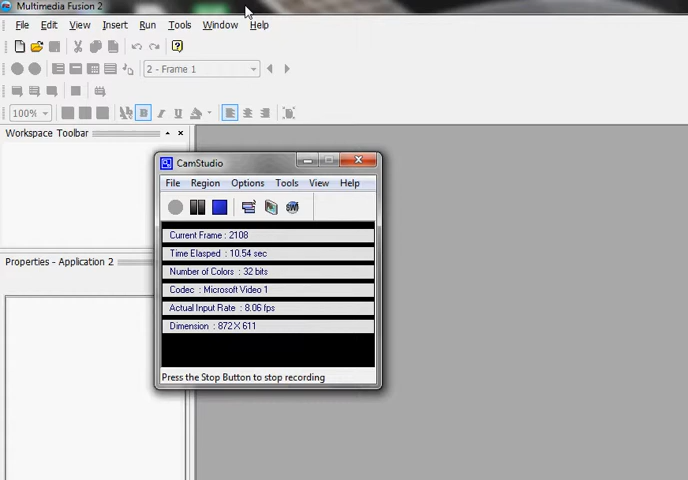 Multimedia Fusion 2
File Edit View Insert Run Tools Window Help
2 - Frame 1
100%
B I U
Workspace Toolbar
Properties - Application 2
CamStudio
File Region Options Tools View Help
Current Frame : 2108
Time Elasped : 10.54 sec
Number of Colors : 32 bits
Codec : Microsoft Video 1
Actual Input Rate : 8.06 fps
Dimension : 872 X 611
Press the Stop Button to stop recording